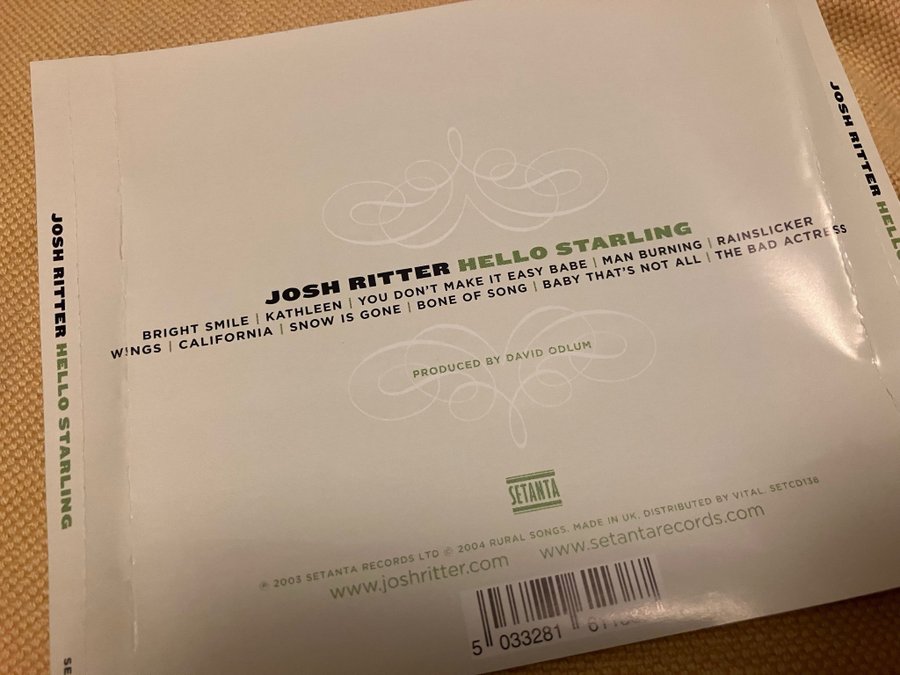 JOSH RITTER HELLO STARLING
JOSH RITTER HELLO
JOSH RITTER HELLO STARLING
BRIGHT SMILE | KATHLEEN | YOU DON'T MAKE IT EASY BABE | MAN BURNING | RAINSLICKER
WINGS | CALIFORNIA | SNOW IS GONE | BONE OF SONG | BABY THAT'S NOT ALL | THE BAD ACTRESS
PRODUCED BY DAVID ODLUM
SETANTA
℗ 2003 SETANTA RECORDS LTD © 2004 RURAL SONGS. MADE IN UK. DISTRIBUTED BY VITAL. SETCD138
www.joshritter.com www.setantarecords.com
5 033281
SE